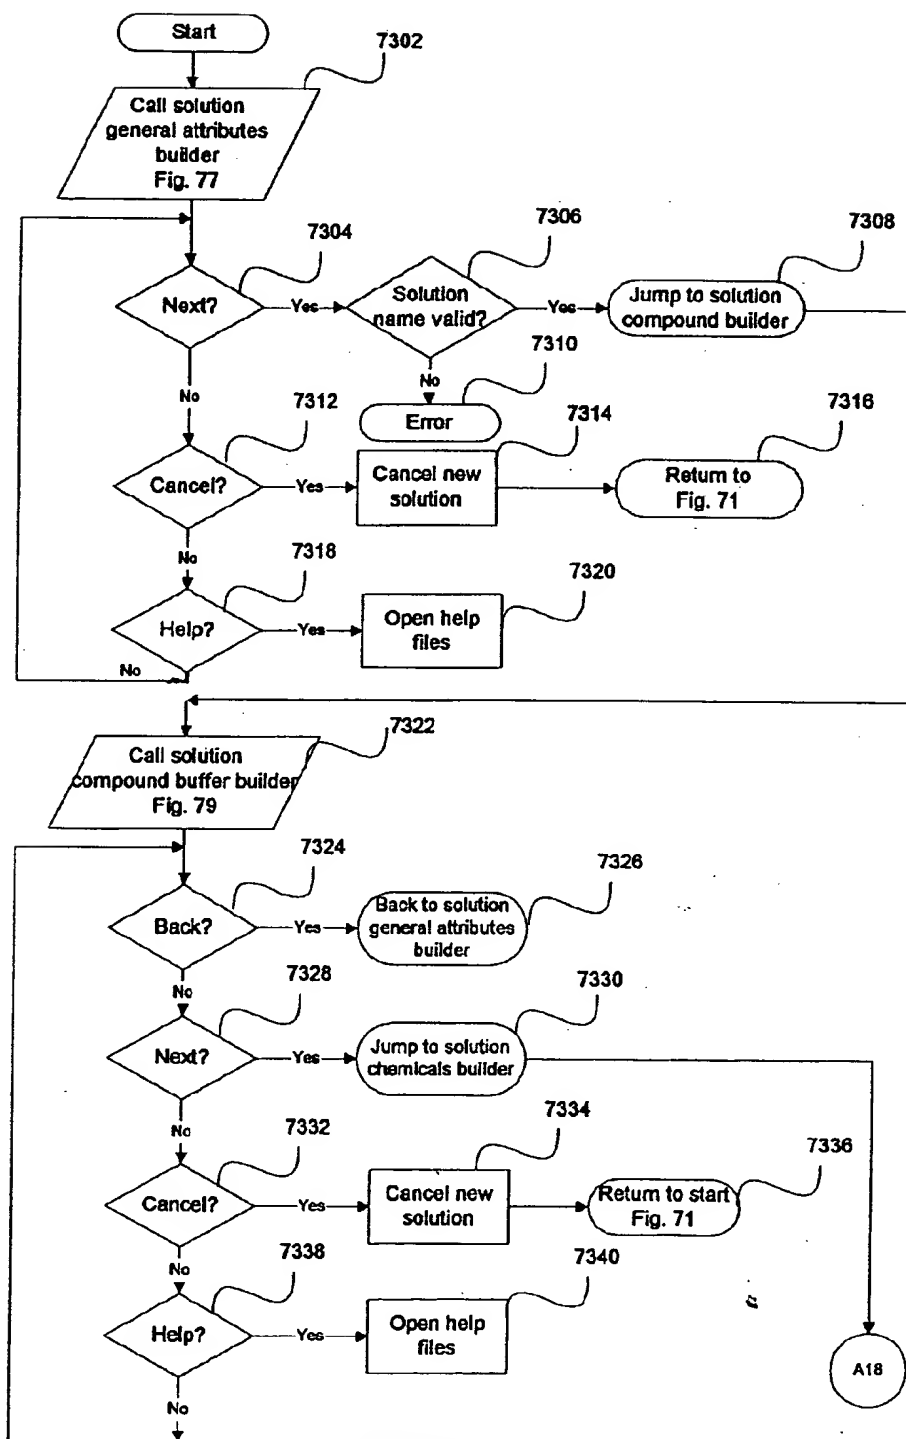 Start
7302
Call solution
general attributes
builder
Fig. 77
7304
7306
7308
Next?
Yes
Solution
name valid?
Yes
Jump to solution
compound builder
No
7310
No
Error
7312
7314
7316
Cancel?
Yes
Cancel new
solution
Return to
Fig. 71
No
7318
7320
Help?
Yes
Open help
files
No
7322
Call solution
compound buffer builder
Fig. 79
7324
7326
Back?
Yes
Back to solution
general attributes
builder
No
7328
7330
Next?
Yes
Jump to solution
chemicals builder
No
7332
7334
7336
Cancel?
Yes
Cancel new
solution
Return to start
Fig. 71
No
7338
7340
Help?
Yes
Open help
files
A18
No